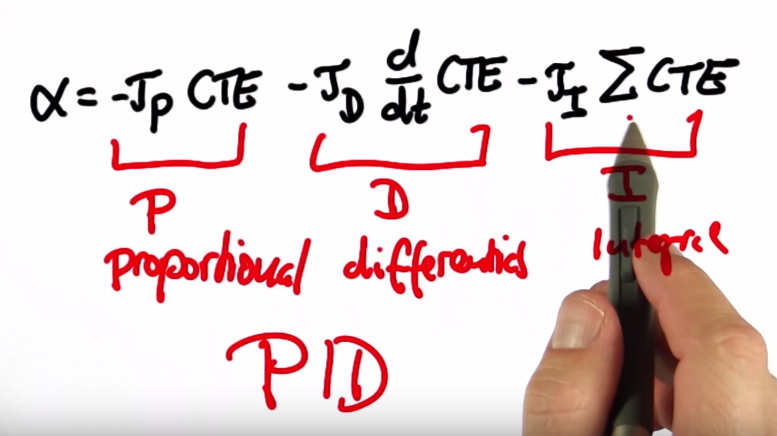 α = -τP CTE - τD d/dt CTE - τI Σ CTE
P D I
proportional differential integral
PID